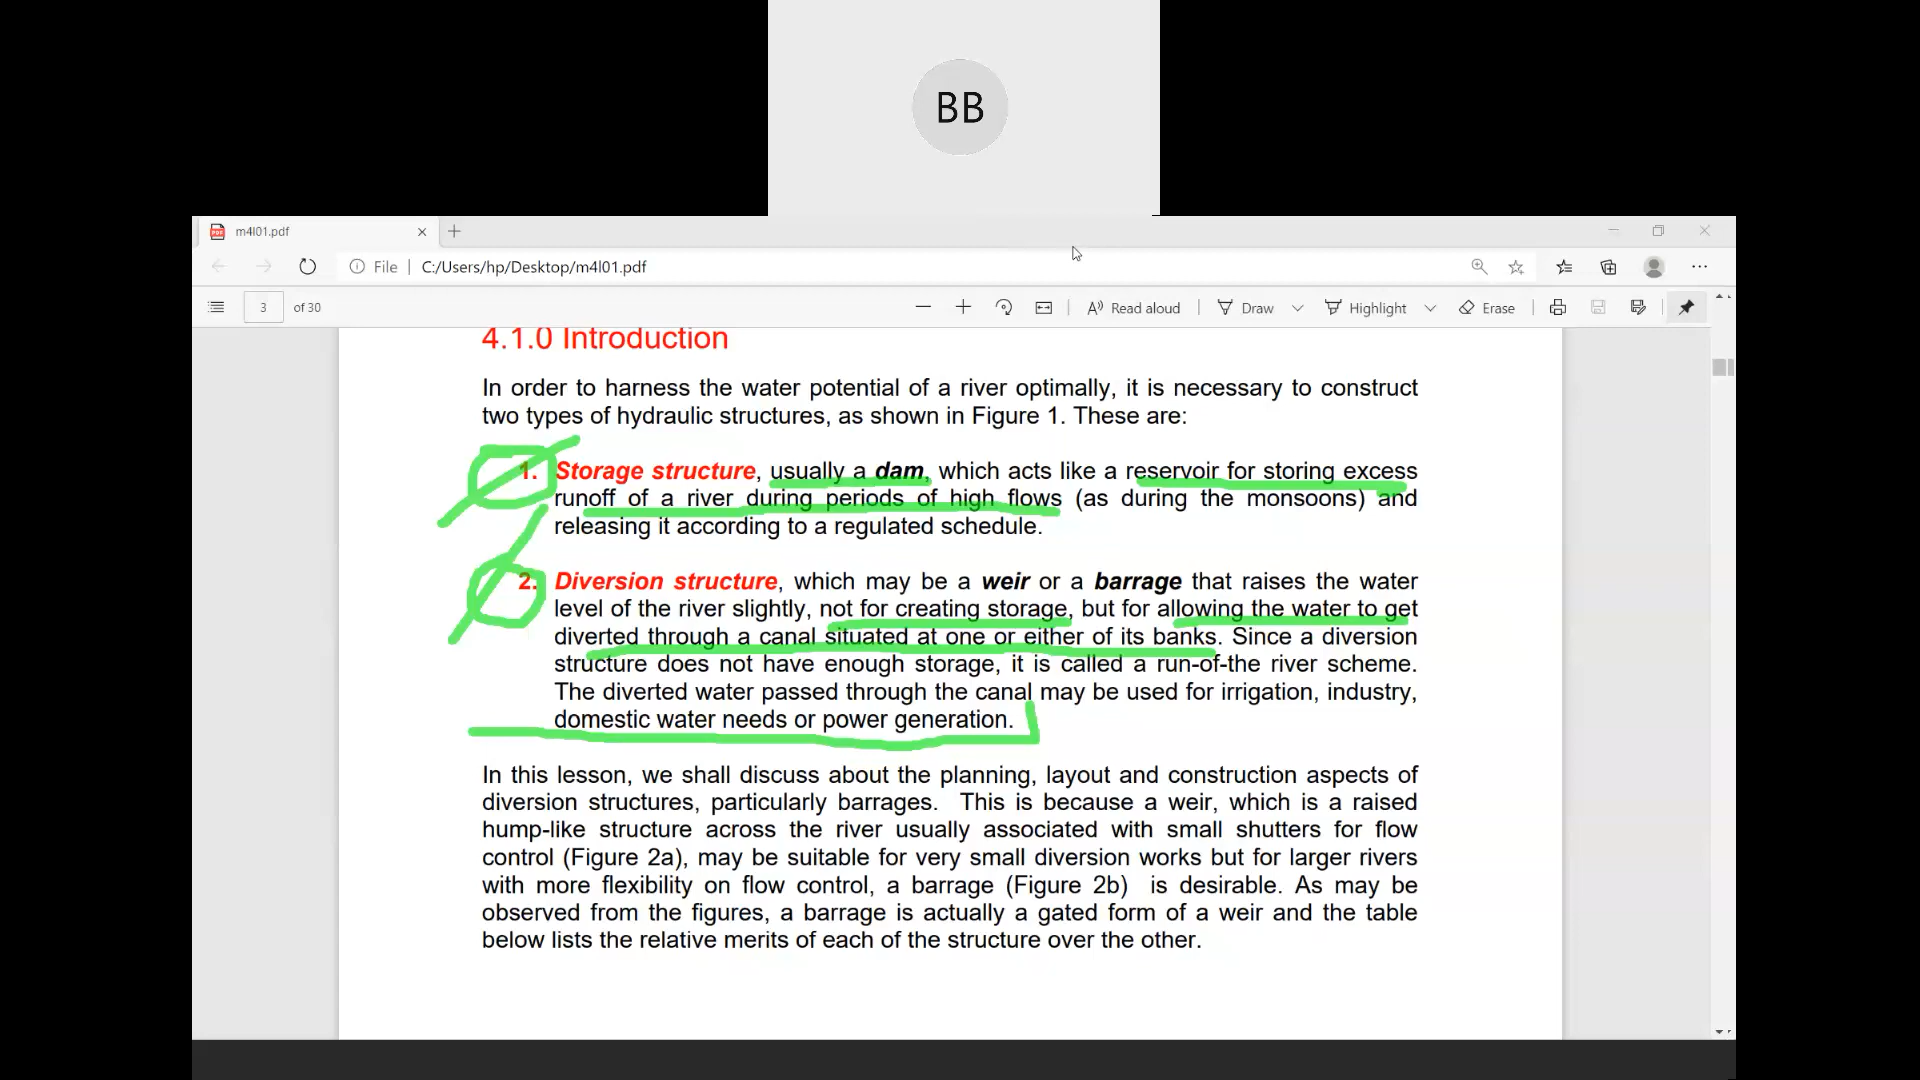 BB
m4l01.pdf
File | C:/Users/hp/Desktop/m4l01.pdf
3 of 30 Read aloud Draw Highlight Erase
4.1.0 Introduction
In order to harness the water potential of a river optimally, it is necessary to construct
two types of hydraulic structures, as shown in Figure 1. These are:
1. Storage structure, usually a dam, which acts like a reservoir for storing excess
runoff of a river during periods of high flows (as during the monsoons) and
releasing it according to a regulated schedule.
2. Diversion structure, which may be a weir or a barrage that raises the water
level of the river slightly, not for creating storage, but for allowing the water to get
diverted through a canal situated at one or either of its banks. Since a diversion
structure does not have enough storage, it is called a run-of-the river scheme.
The diverted water passed through the canal may be used for irrigation, industry,
domestic water needs or power generation.
In this lesson, we shall discuss about the planning, layout and construction aspects of
diversion structures, particularly barrages. This is because a weir, which is a raised
hump-like structure across the river usually associated with small shutters for flow
control (Figure 2a), may be suitable for very small diversion works but for larger rivers
with more flexibility on flow control, a barrage (Figure 2b) is desirable. As may be
observed from the figures, a barrage is actually a gated form of a weir and the table
below lists the relative merits of each of the structure over the other.